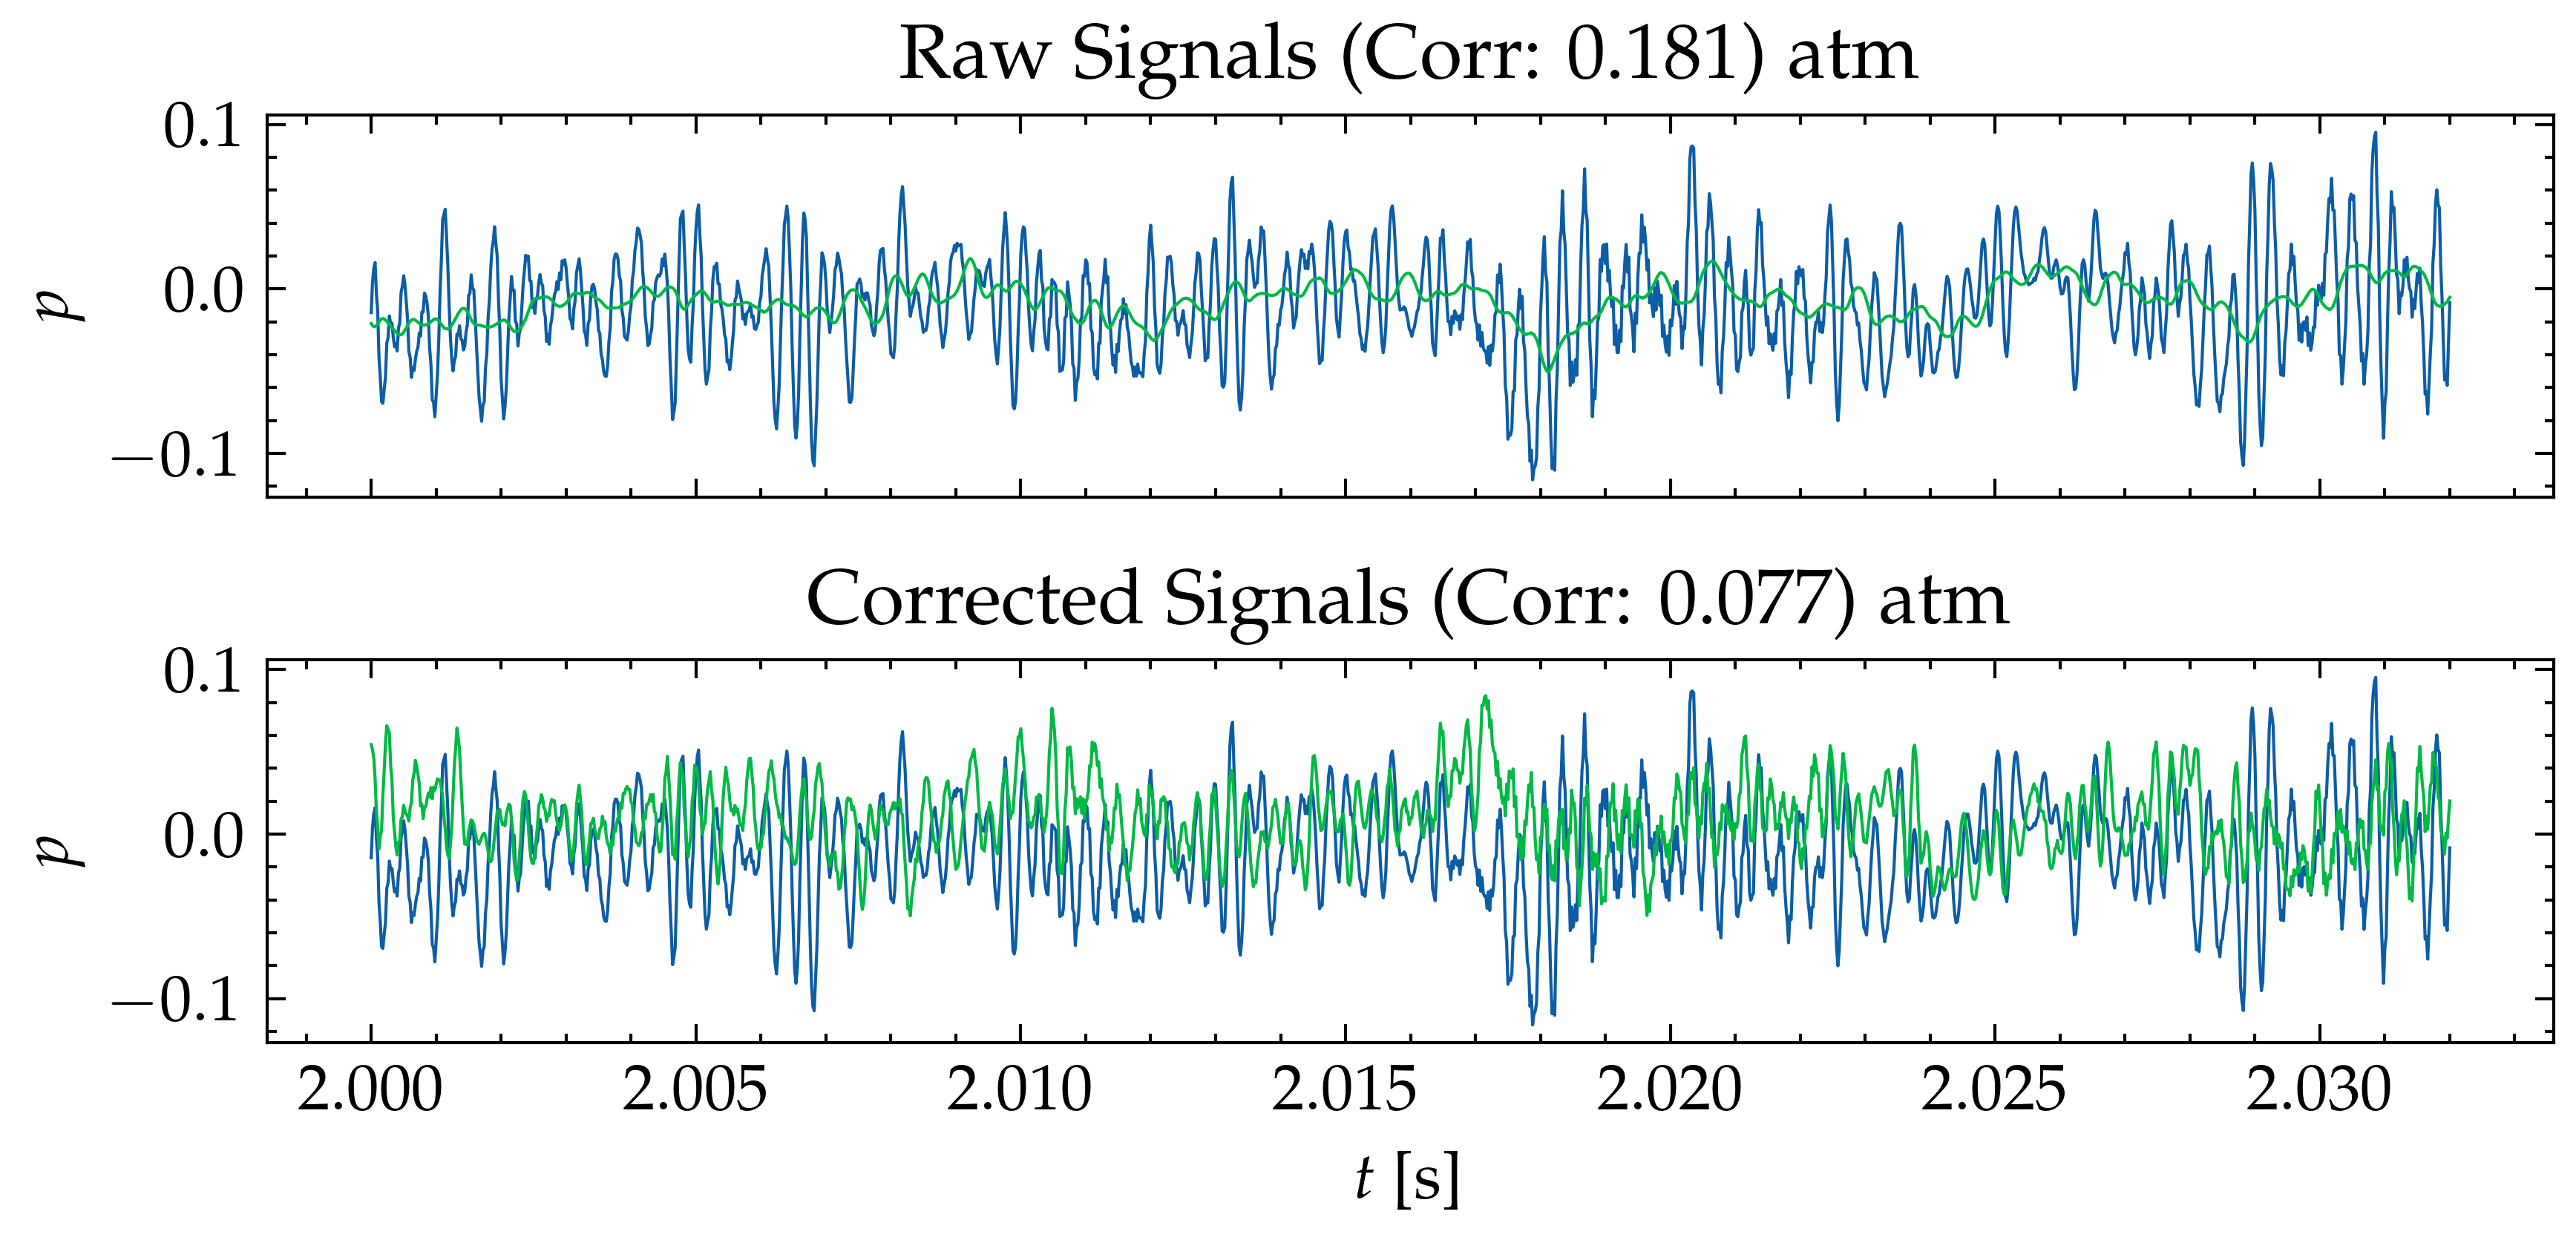 Raw Signals (Corr: 0.181) atm
0.1
0.0
−0.1
p
Corrected Signals (Corr: 0.077) atm
0.1
0.0
−0.1
p
2.000 2.005 2.010 2.015 2.020 2.025 2.030
t [s]